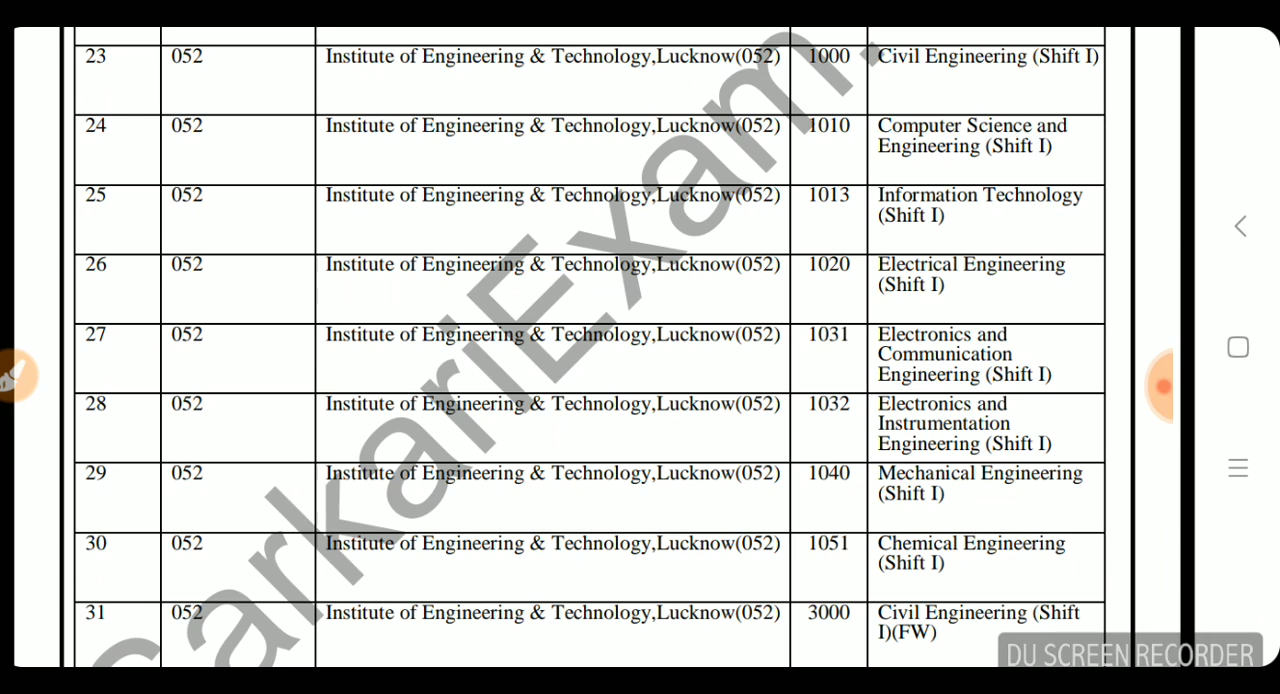 23 052 Institute of Engineering & Technology,Lucknow(052) 1000 Civil Engineering (Shift I)
24 052 Institute of Engineering & Technology,Lucknow(052) 1010 Computer Science and
Engineering (Shift I)
25 052 Institute of Engineering & Technology,Lucknow(052) 1013 Information Technology
(Shift I)
26 052 Institute of Engineering & Technology,Lucknow(052) 1020 Electrical Engineering
(Shift I)
27 052 Institute of Engineering & Technology,Lucknow(052) 1031 Electronics and
Communication
Engineering (Shift I)
28 052 Institute of Engineering & Technology,Lucknow(052) 1032 Electronics and
Instrumentation
Engineering (Shift I)
29 052 Institute of Engineering & Technology,Lucknow(052) 1040 Mechanical Engineering
(Shift I)
30 052 Institute of Engineering & Technology,Lucknow(052) 1051 Chemical Engineering
(Shift I)
31 052 Institute of Engineering & Technology,Lucknow(052) 3000 Civil Engineering (Shift
I)(FW)
SarkariExam.
DU SCREEN RECORDER